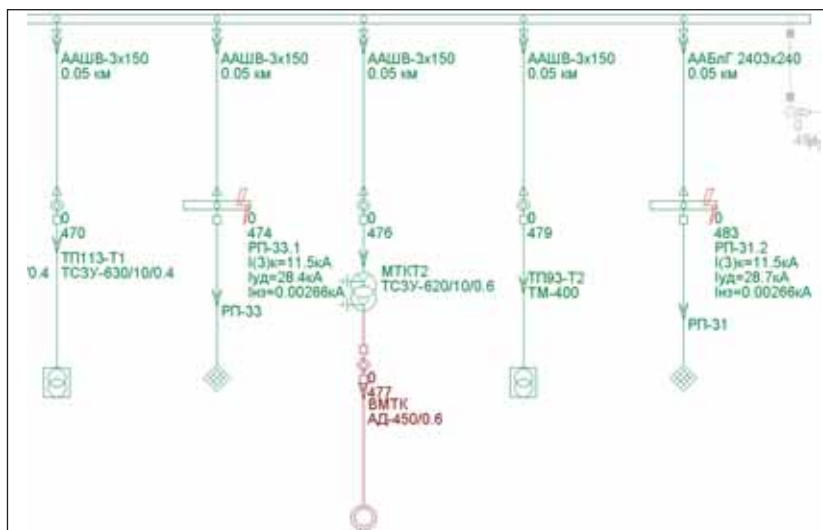 ААШВ-3х150
0.05 км
ААШВ-3х150
0.05 км
ААШВ-3х150
0.05 км
ААШВ-3х150
0.05 км
ААБлГ 2403х240
0.05 км
0
470
ТП113-Т1
ТСЗУ-630/10/0.4
/0.4
0
474
РП-33.1
I(3)к=11.5кА
Iуд=28.4кА
Iнз=0.00266кА
РП-33
0
476
МТКТ2
ТСЗУ-620/10/0.6
0
477
ВМТК
АД-450/0.6
0
479
ТП93-Т2
ТМ-400
0
483
РП-31.2
I(3)к=11.5кА
Iуд=28.7кА
Iнз=0.00266кА
РП-31
0